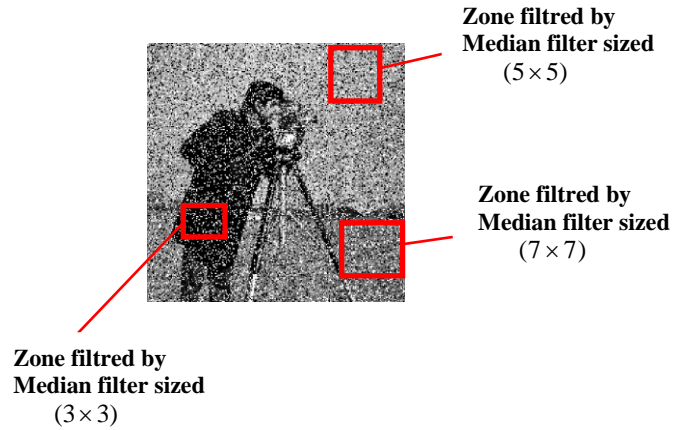 Zone filtred by
Median filter sized
(5 × 5)
Zone filtred by
Median filter sized
(7 × 7)
Zone filtred by
Median filter sized
(3 × 3)